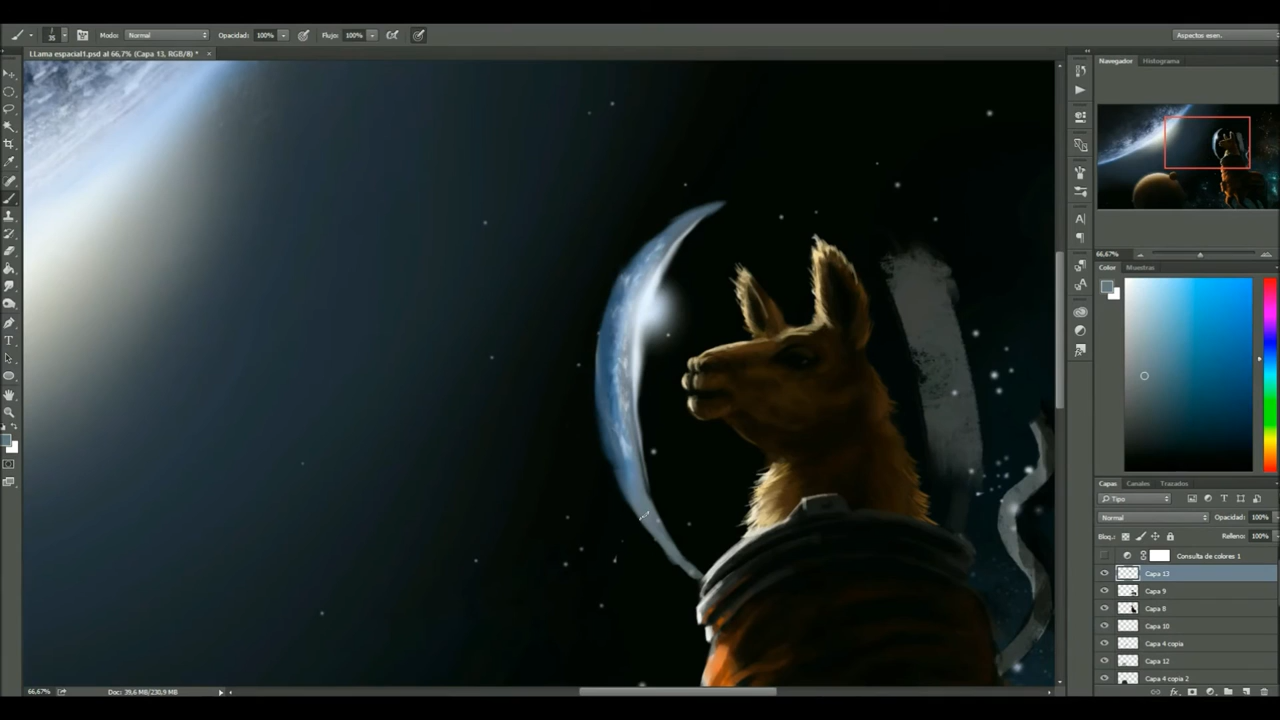 35 Modo: Normal Opacidad: 100% Flujo: 100% Aspectos esen.
LLama espacial1.psd al 66,7% (Capa 13, RGB/8) * ×
Navegador Histograma
66,67%
Color Muestras
Capas Canales Trazados
Tipo
Normal Opacidad: 100%
Bloq.: Relleno: 100%
Consulta de colores 1
Capa 13
Capa 9
Capa 8
Capa 10
Capa 4 copia
Capa 12
Capa 4 copia 2
66,67% Doc: 39,6 MB/230,9 MB